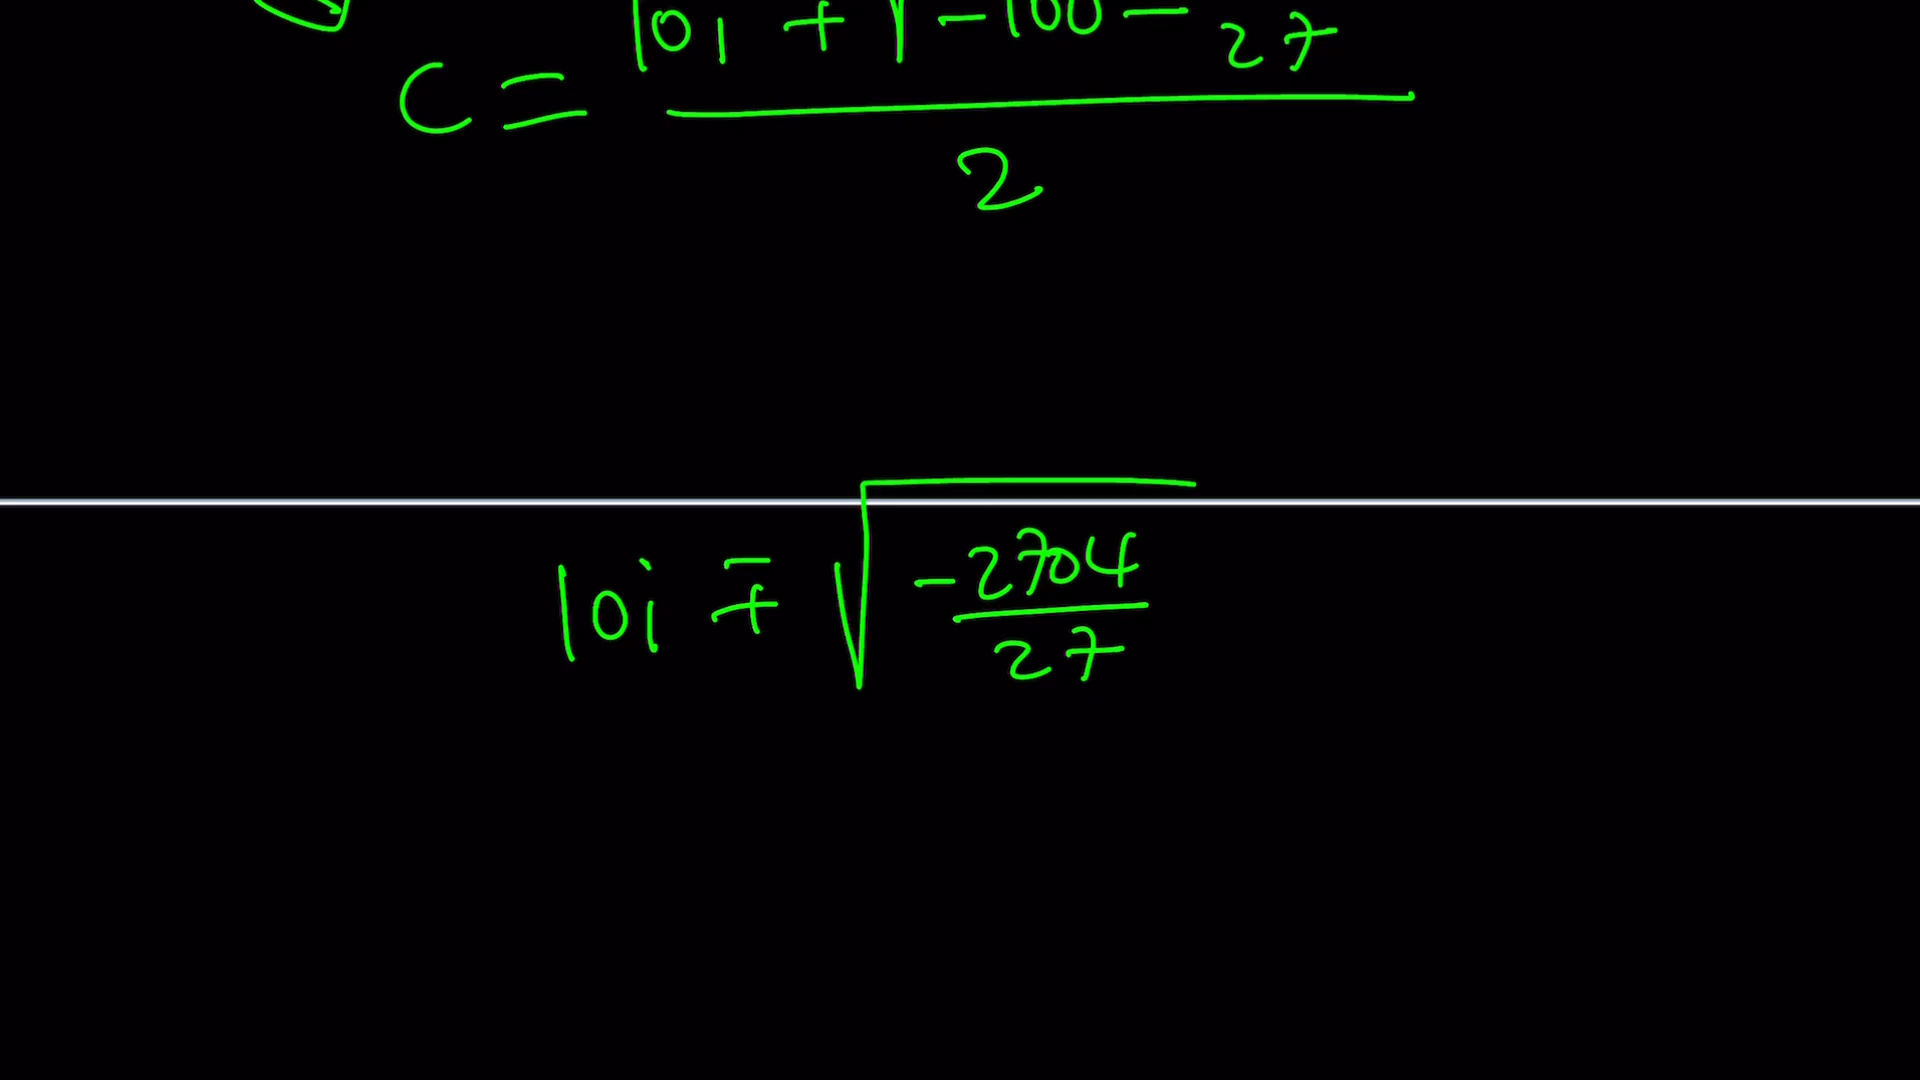 10i + √-100 - 27
C =
2
10i ∓ √-2704
27